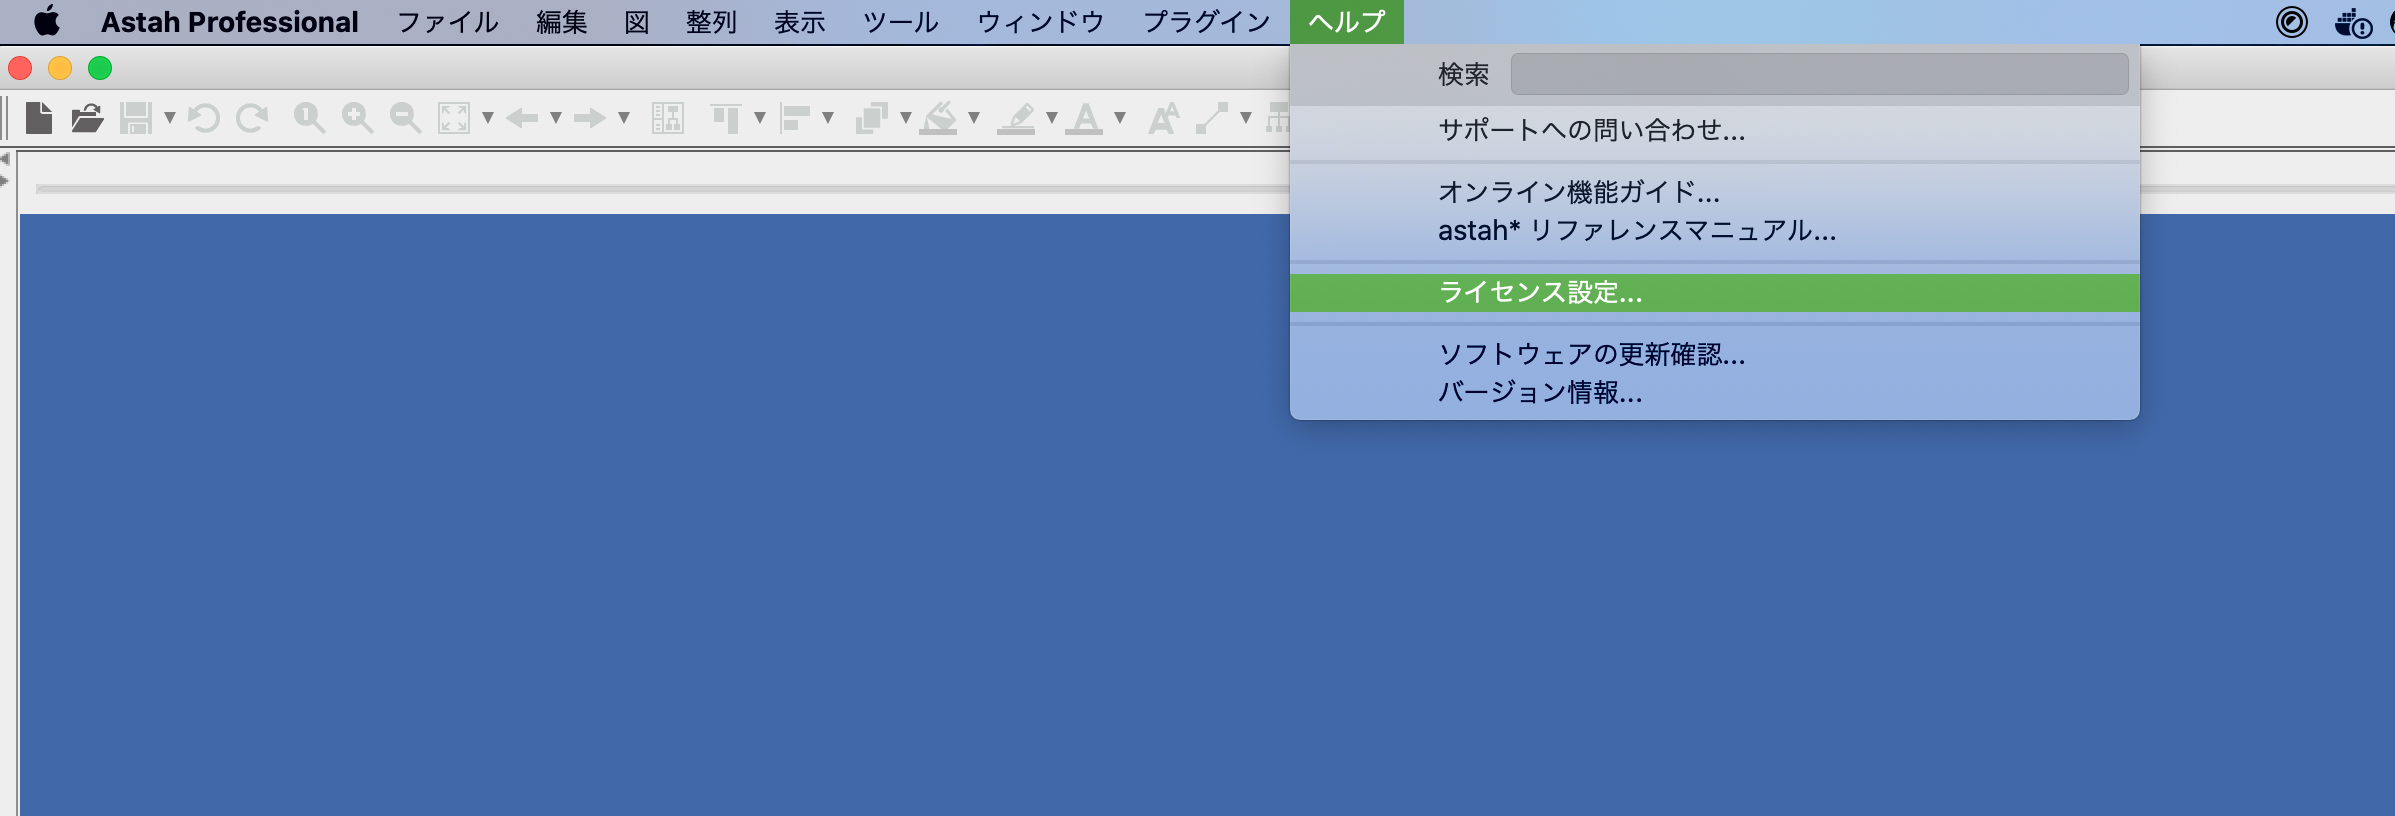 Astah Professional ファイル 編集 図 整列 表示 ツール ウィンドウ プラグイン ヘルプ
検索
サポートへの問い合わせ...
オンライン機能ガイド...
astah* リファレンスマニュアル...
ライセンス設定...
ソフトウェアの更新確認...
バージョン情報...